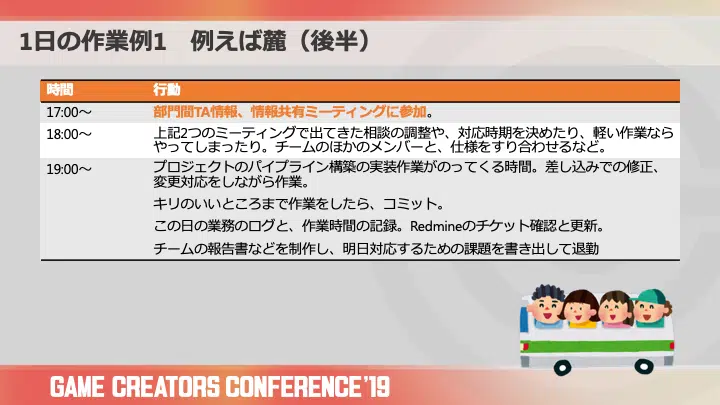 1日の作業例1　例えば麓（後半）
時間 行動
17:00～ 部門間TA情報、情報共有ミーティングに参加。
18:00～ 上記2つのミーティングで出てきた相談の調整や、対応時期を決めたり、軽い作業なら
やってしまったり。チームのほかのメンバーと、仕様をすり合わせるなど。
19:00～ プロジェクトのパイプライン構築の実装作業がのってくる時間。差し込みでの修正、
変更対応をしながら作業。
キリのいいところまで作業をしたら、コミット。
この日の業務のログと、作業時間の記録。Redmineのチケット確認と更新。
チームの報告書などを制作し、明日対応するための課題を書き出して退勤
GAME CREATORS CONFERENCE'19